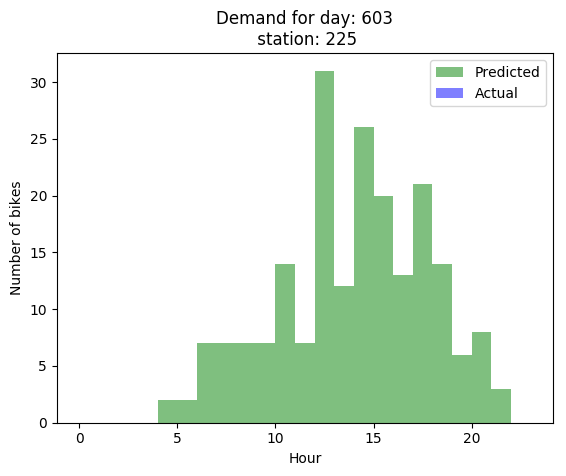 Demand for day: 603
station: 225
Predicted
Actual
Number of bikes
30
25
20
15
10
5
0
0 5 10 15 20
Hour